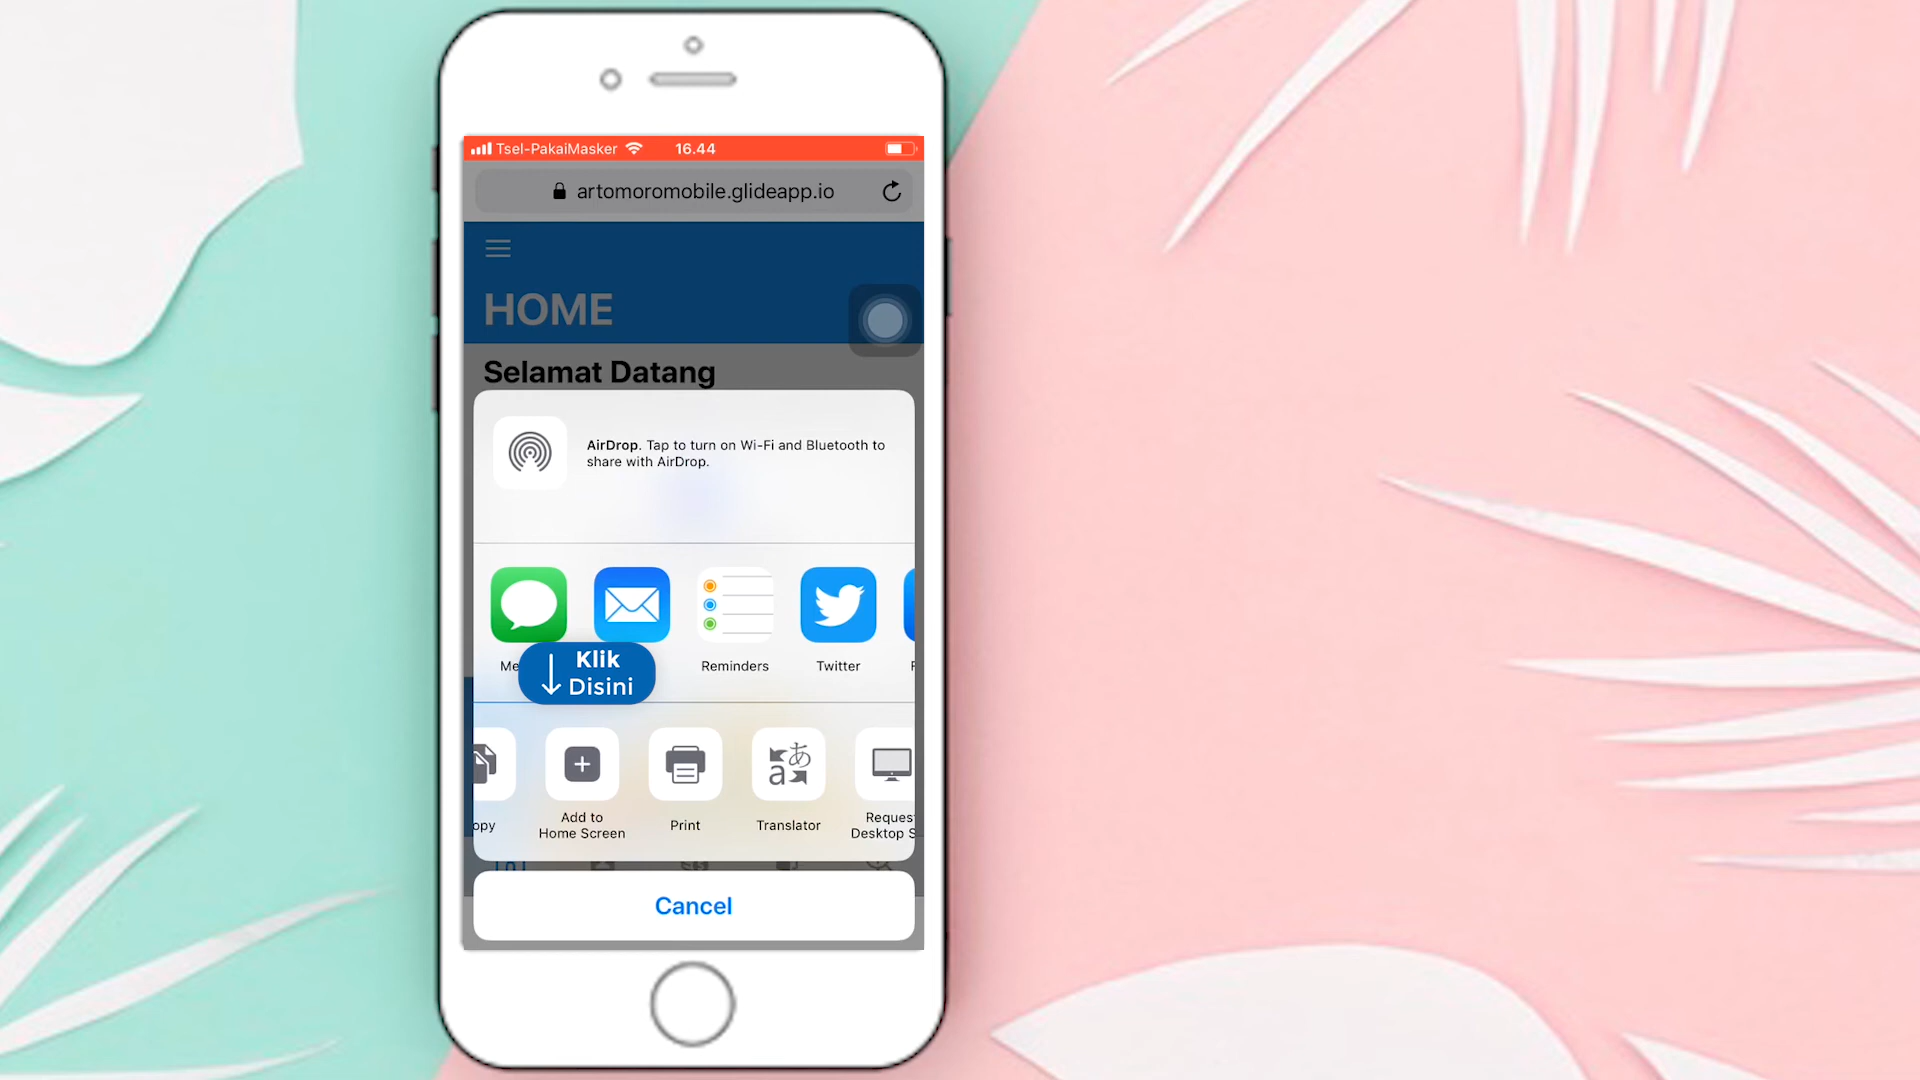 Tsel-PakaiMasker
16.44
artomoromobile.glideapp.io
HOME
Selamat Datang
AirDrop. Tap to turn on Wi-Fi and Bluetooth to
share with AirDrop.
Klik
Disini
Reminders
Twitter
Add to
Home Screen
Print
Translator
Desktop
Cancel